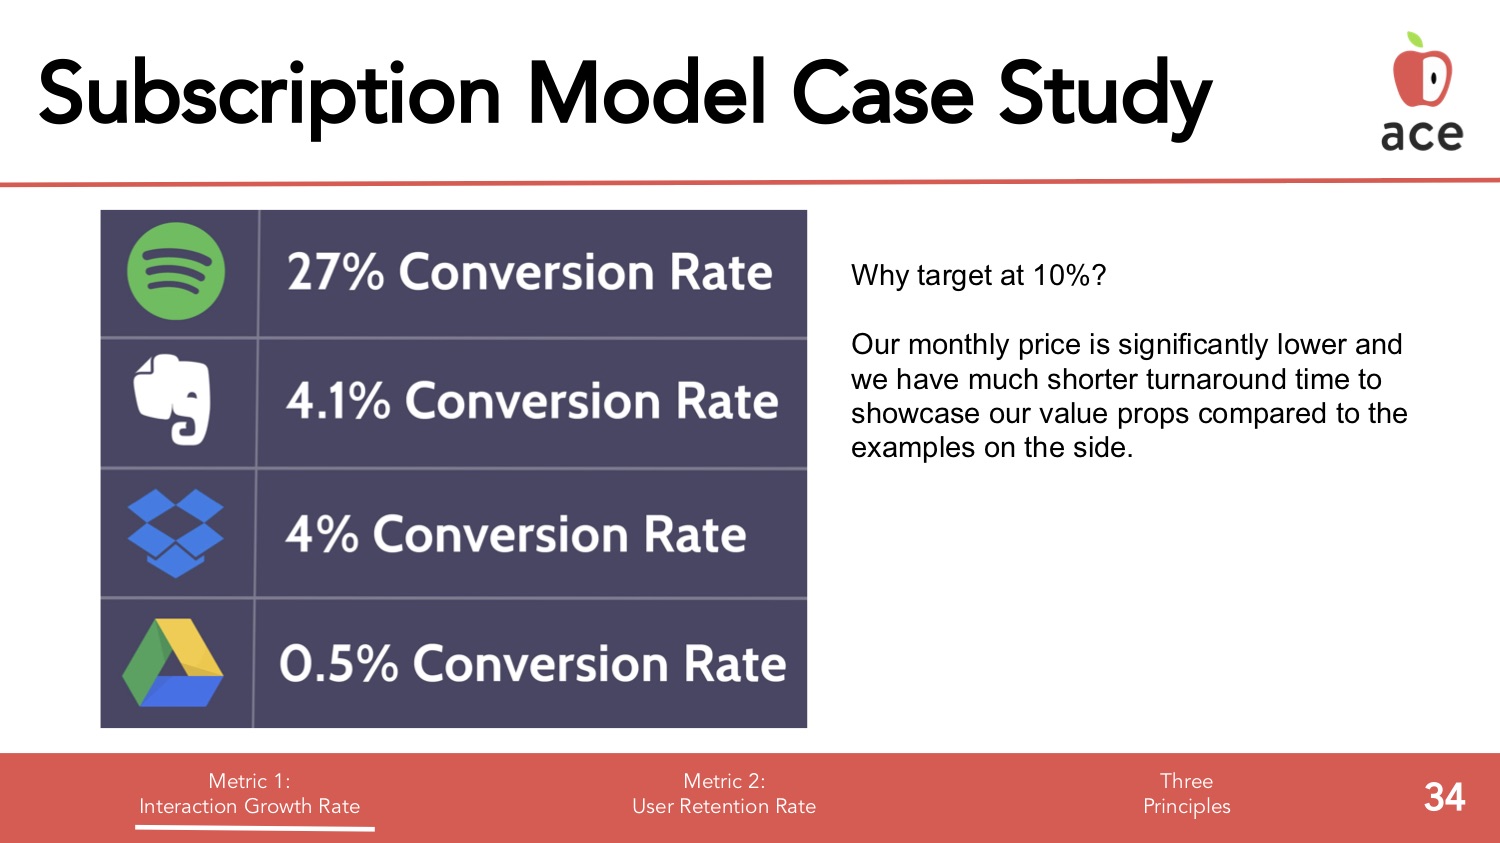 Subscription Model Case Study
ace
27% Conversion Rate
4.1% Conversion Rate
4% Conversion Rate
0.5% Conversion Rate
Why target at 10%?
Our monthly price is significantly lower and
we have much shorter turnaround time to
showcase our value props compared to the
examples on the side.
Metric 1:
Interaction Growth Rate
Metric 2:
User Retention Rate
Three
Principles
34